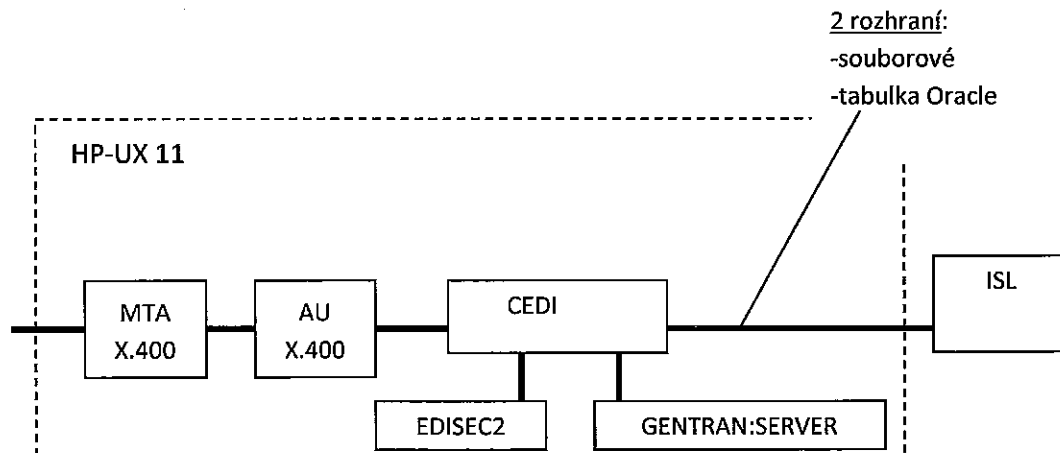 2 rozhraní:
-souborové
-tabulka Oracle
HP-UX 11
MTA
X.400
AU
X.400
CEDI
ISL
EDISEC2
GENTRAN:SERVER